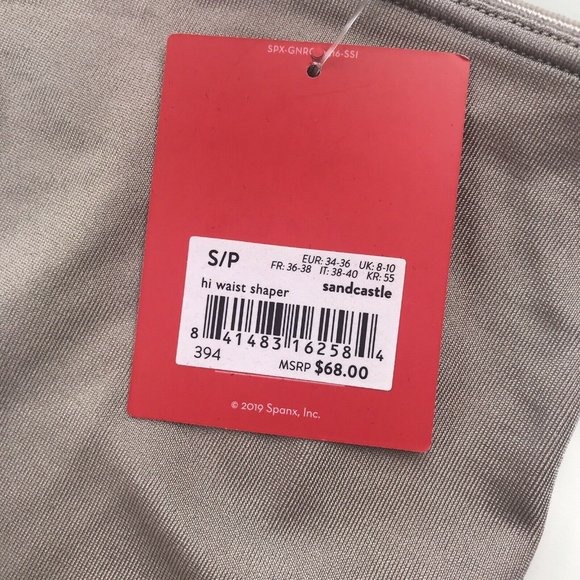 S/P
EUR: 34-36 UK: 8-10
FR: 36-38 IT: 38-40 KR: 55
hi waist shaper
sandcastle
8 41483 16258 4
394
MSRP $68.00
© 2019 Spanx, Inc.